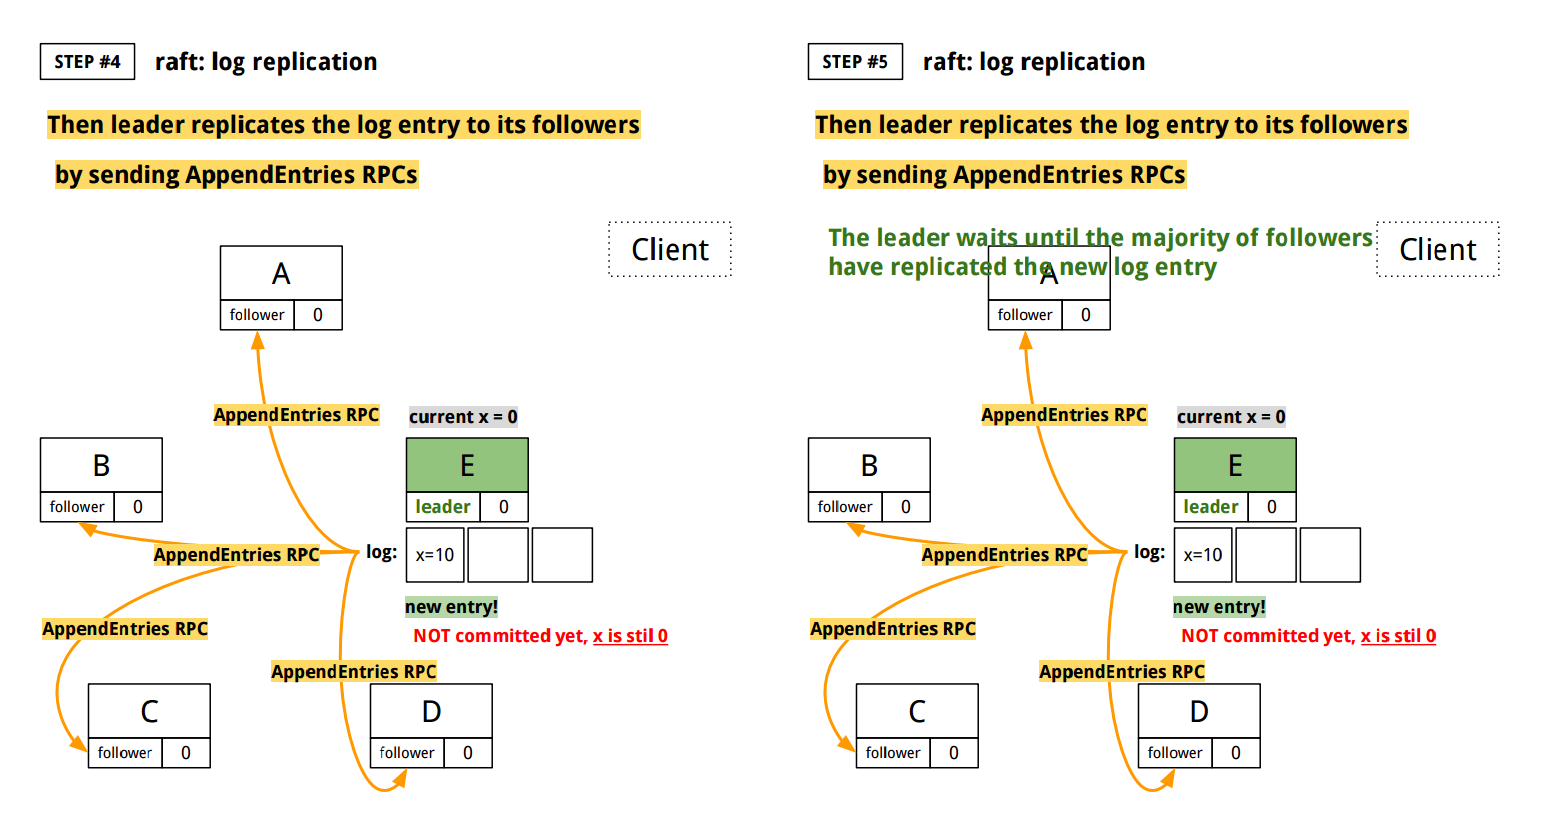 STEP #4
raft: log replication
Then leader replicates the log entry to its followers
by sending AppendEntries RPCs
Client
A
follower
0
AppendEntries RPC
current x = 0
B
follower
0
E
leader
0
AppendEntries RPC
log:
x=10
new entry!
AppendEntries RPC
NOT committed yet, x is stil 0
AppendEntries RPC
C
follower
0
D
follower
0
STEP #5
raft: log replication
Then leader replicates the log entry to its followers
by sending AppendEntries RPCs
The leader waits until the majority of followers
have replicated the new log entry
Client
A
follower
0
AppendEntries RPC
current x = 0
B
follower
0
E
leader
0
AppendEntries RPC
log:
x=10
new entry!
AppendEntries RPC
NOT committed yet, x is stil 0
AppendEntries RPC
C
follower
0
D
follower
0